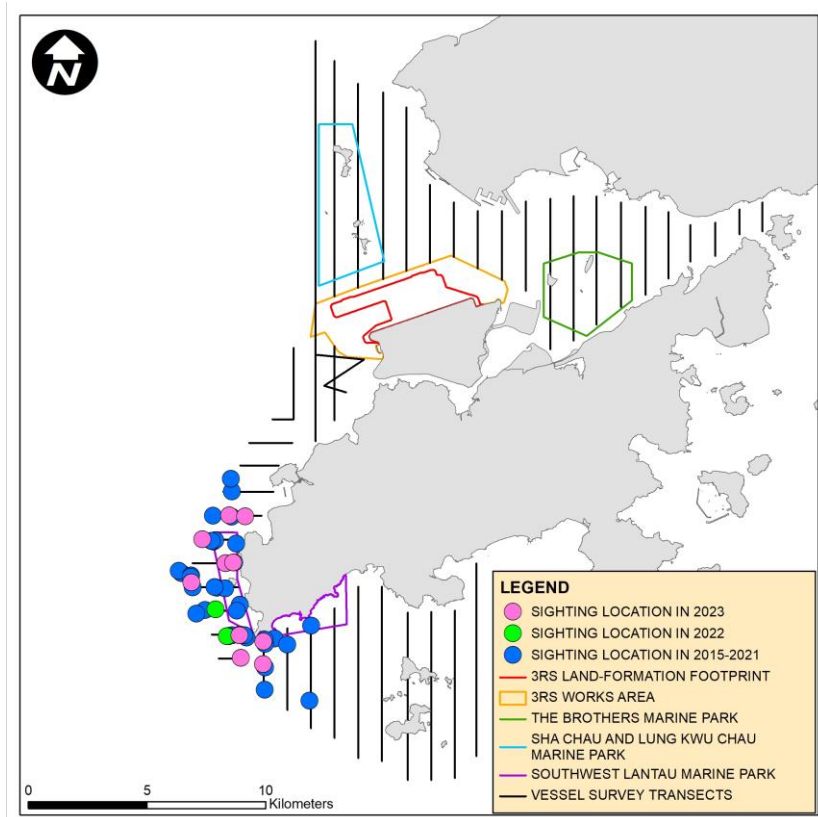 N
LEGEND
SIGHTING LOCATION IN 2023
SIGHTING LOCATION IN 2022
SIGHTING LOCATION IN 2015-2021
3RS LAND-FORMATION FOOTPRINT
3RS WORKS AREA
THE BROTHERS MARINE PARK
SHA CHAU AND LUNG KWU CHAU
MARINE PARK
SOUTHWEST LANTAU MARINE PARK
VESSEL SURVEY TRANSECTS
0 5 10
Kilometers